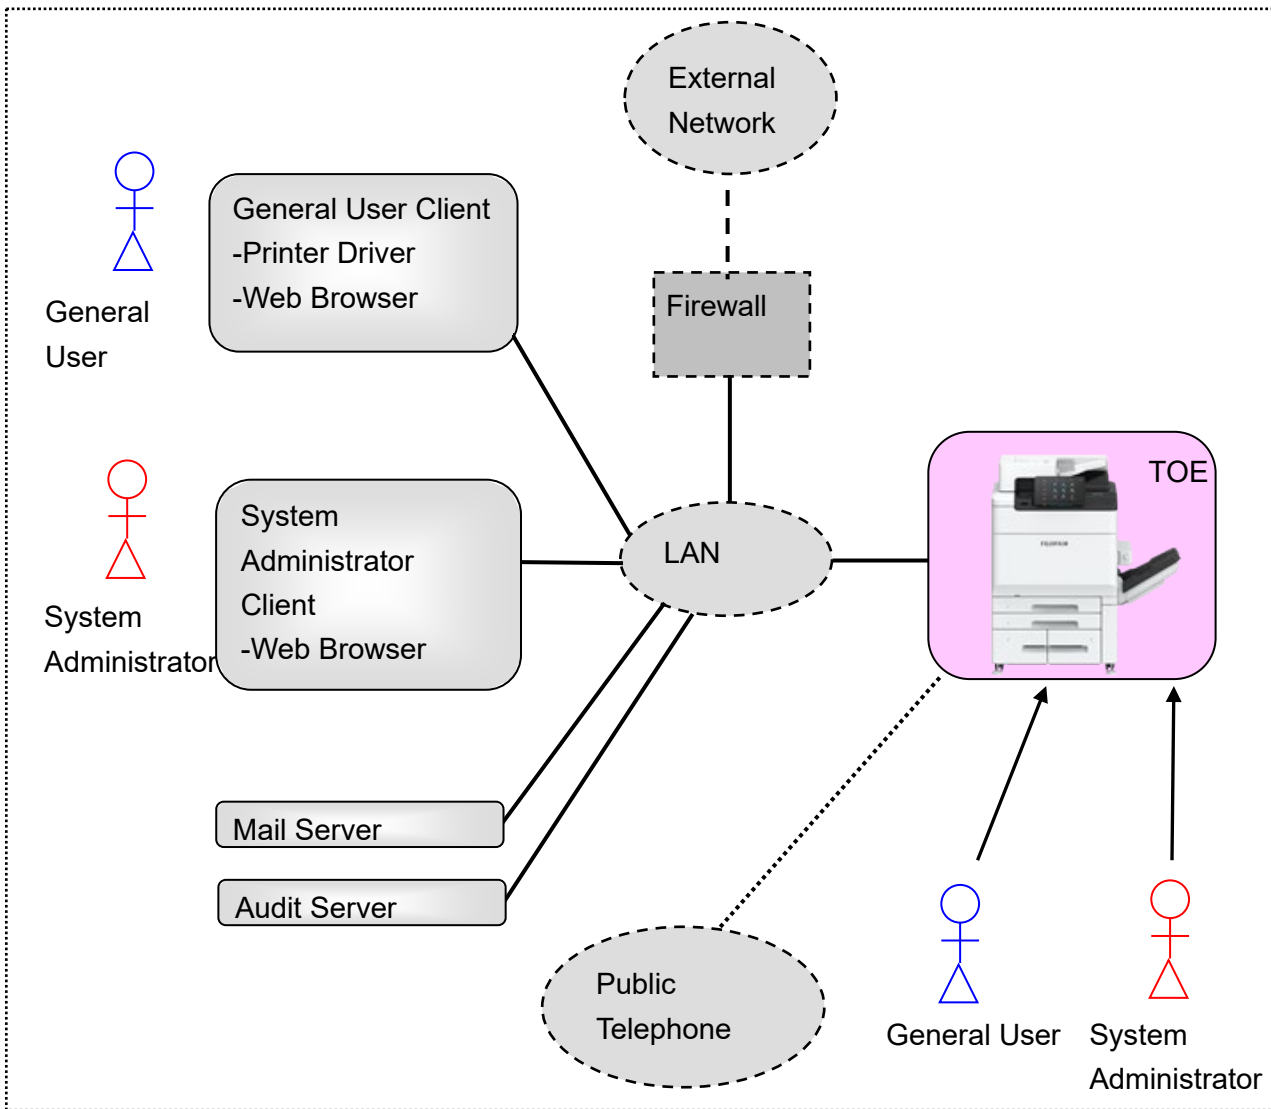 External
Network
General User Client
-Printer Driver
-Web Browser
General
User
Firewall
TOE
FUJIFILM
System
Administrator
Client
-Web Browser
LAN
System
Administrator
Mail Server
Audit Server
Public
Telephone
General User
System
Administrator